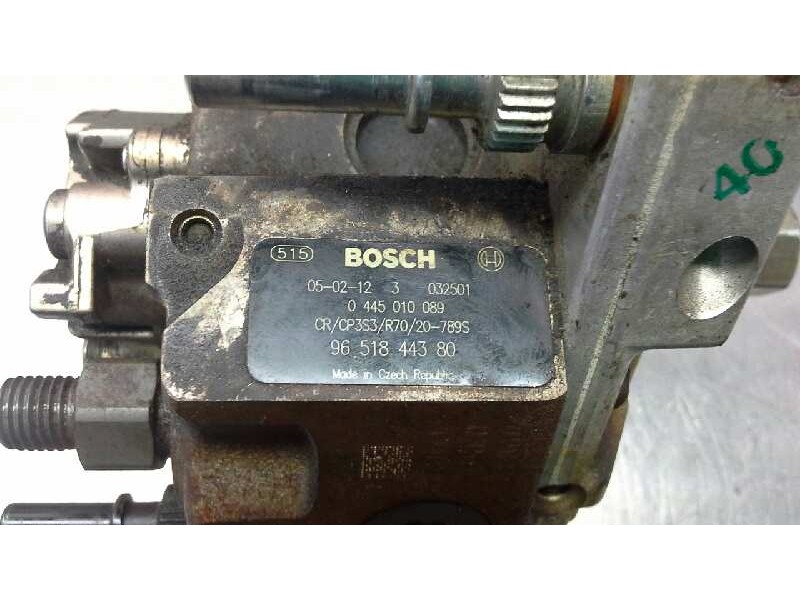 515 BOSCH
05-02-12 3 032501
0 445 010 089
CR/CP3S3/R70/20-789S
96 518 443 80
Made in Czech Republic
40